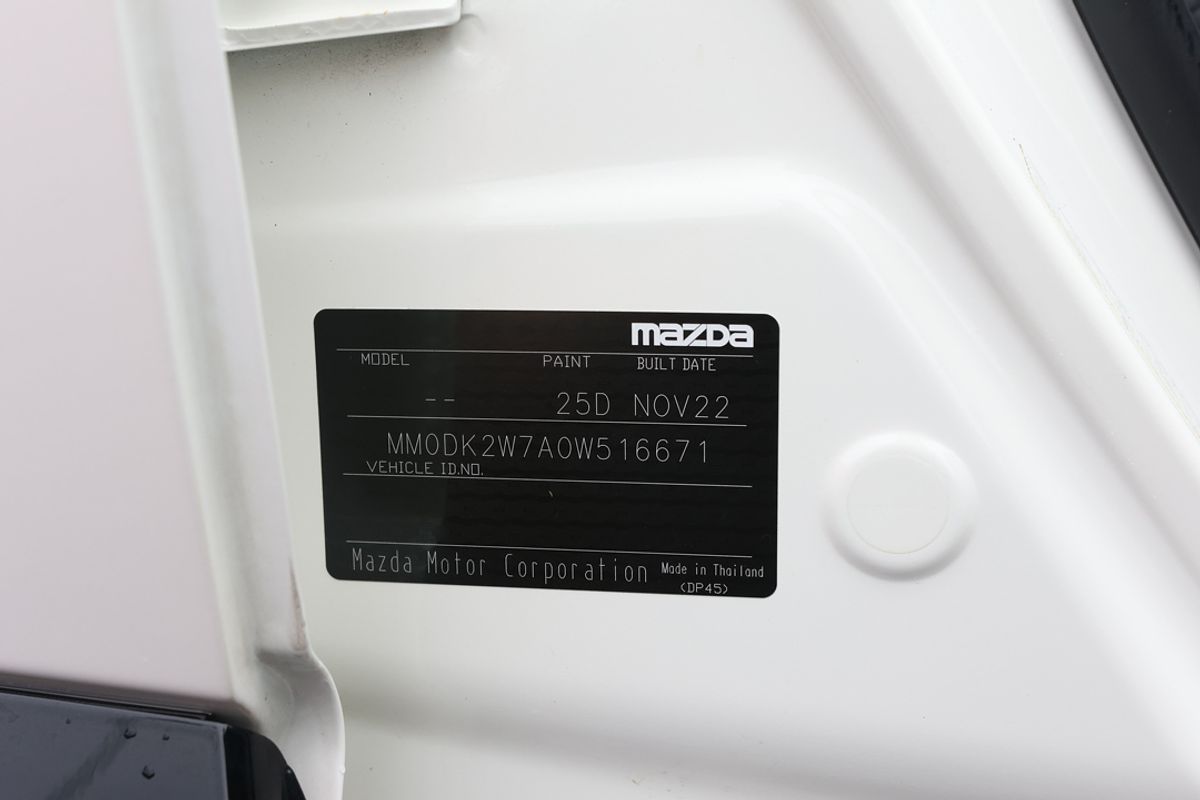 mazda
MODEL PAINT BUILT DATE
-- 25D NOV22
MM0DK2W7A0W516671
VEHICLE ID.NO.
Mazda Motor Corporation Made in Thailand
(DP45)